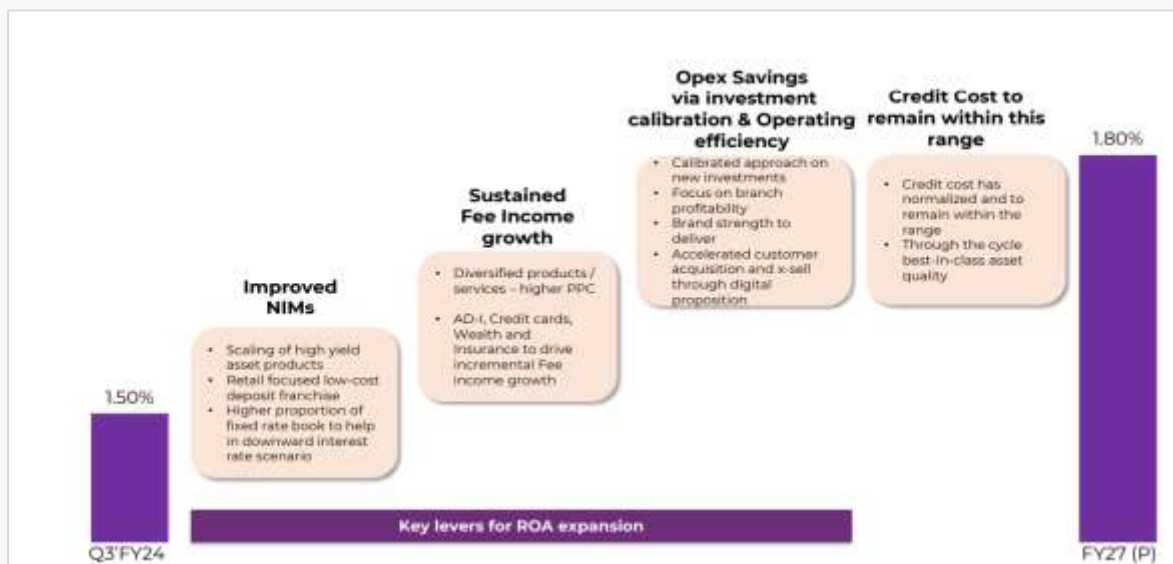 Opex Savings
via investment
calibration & Operating
efficiency
• Calibrated approach on
new investments
• Focus on branch
profitability
• Brand strength to
deliver
• Accelerated customer
acquisition and x-sell
through digital
proposition
Credit Cost to
remain within this
range
• Credit cost has
normalized and to
remain within the
range
• Through the cycle
best-in-class asset
quality
1.80%
Sustained
Fee Income
growth
• Diversified products /
services – higher PPC
• AD-I, Credit cards,
Wealth and
Insurance to drive
incremental Fee
Income growth
Improved
NIMs
• Scaling of high yield
asset products
• Retail focused low-cost
deposit franchise
• Higher proportion of
fixed rate book to help
in downward interest
rate scenario
1.50%
Key levers for ROA expansion
Q3'FY24
FY27 (P)